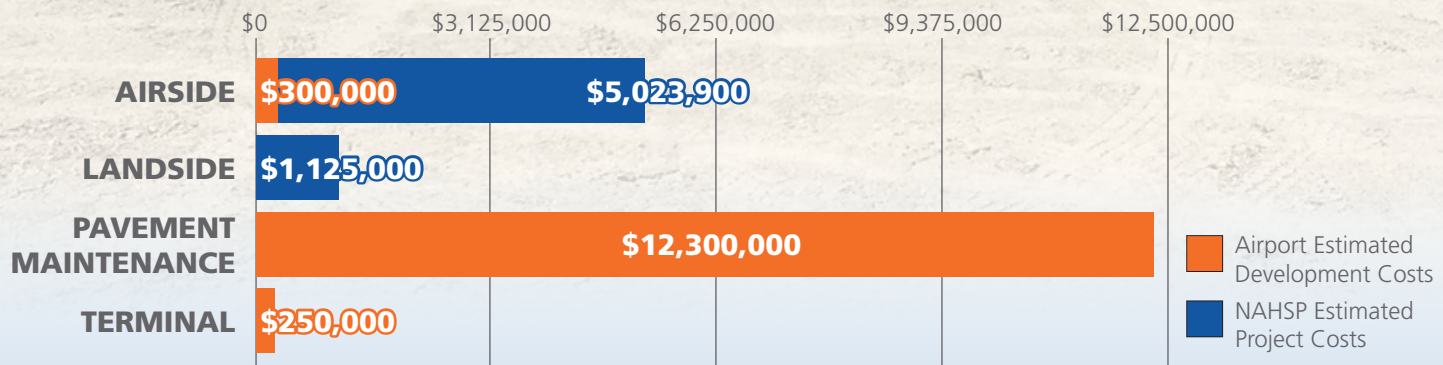 $0 $3,125,000 $6,250,000 $9,375,000 $12,500,000
AIRSIDE $300,000 $5,023,900
LANDSIDE $1,125,000
PAVEMENT
MAINTENANCE
$12,300,000
TERMINAL $250,000
Airport Estimated
Development Costs
NAHSP Estimated
Project Costs